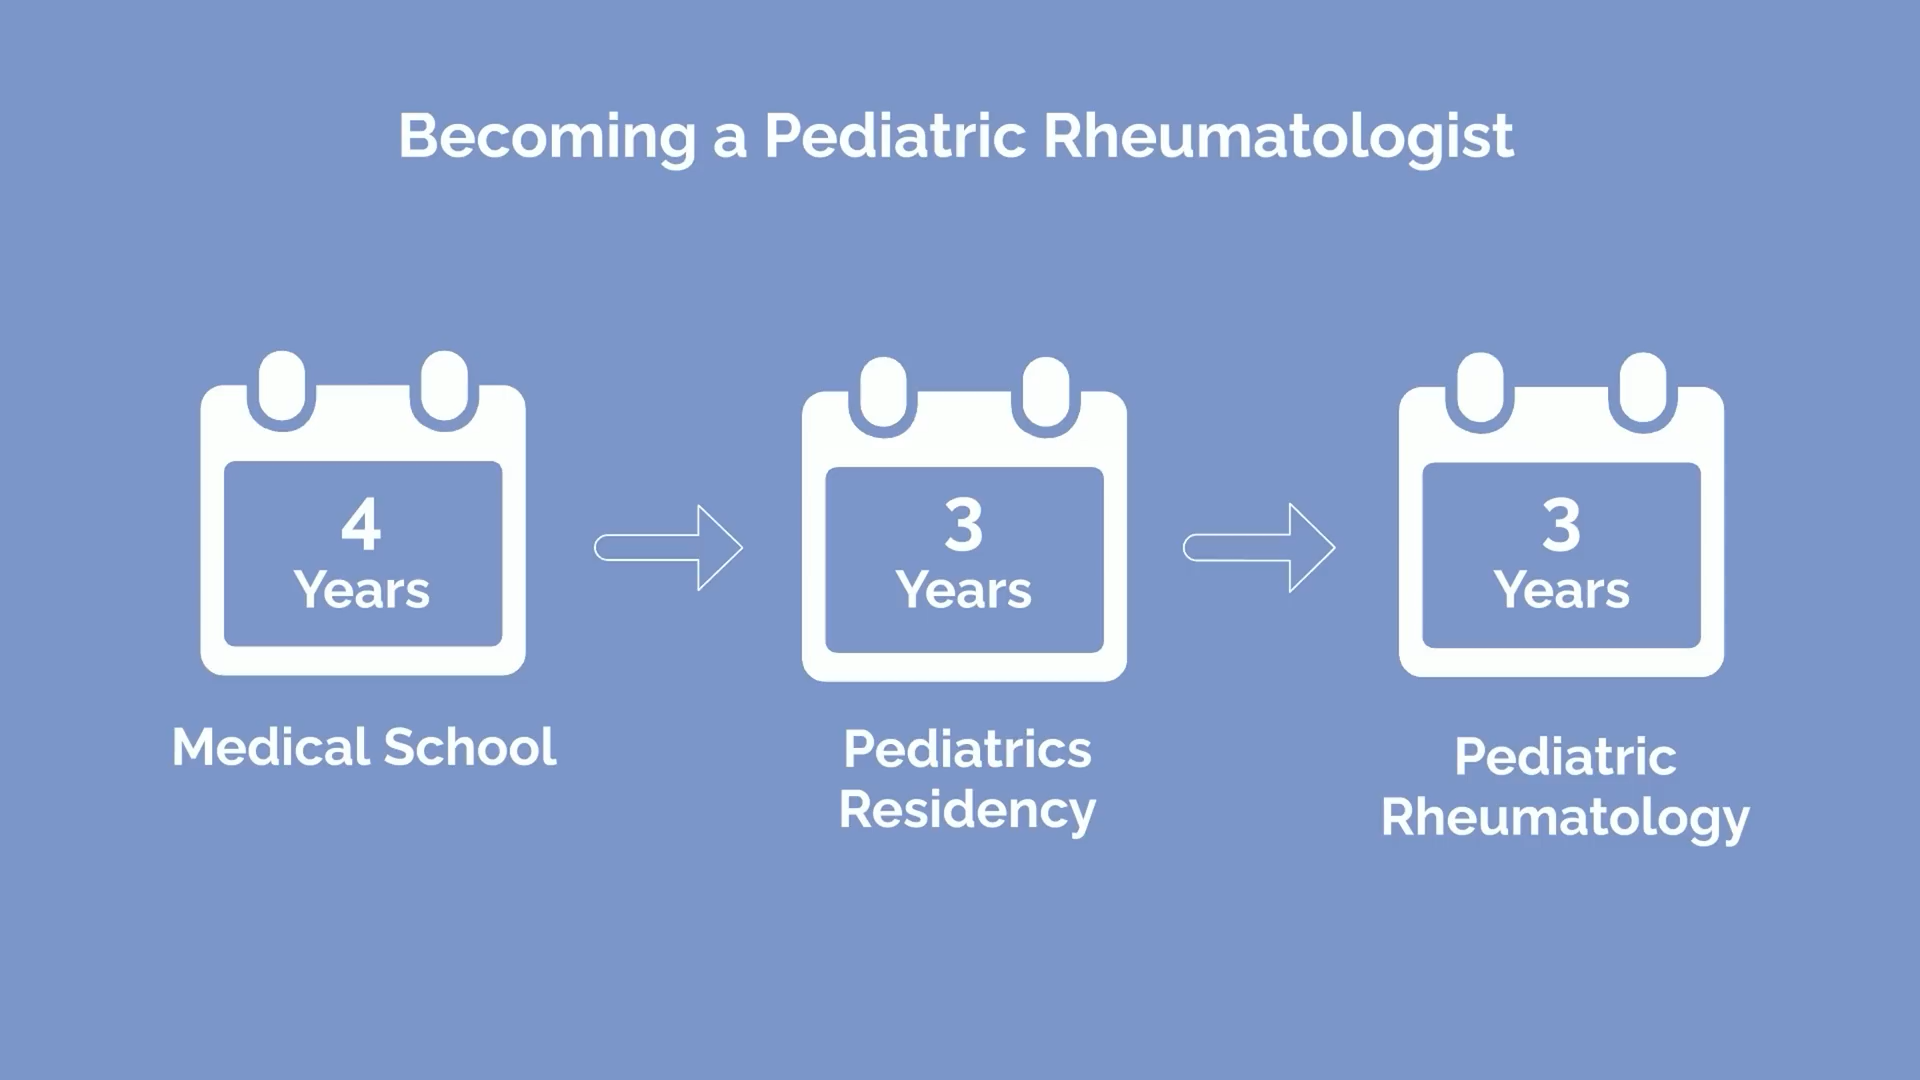 Becoming a Pediatric Rheumatologist
4
Years
Medical School
3
Years
Pediatrics
Residency
3
Years
Pediatric
Rheumatology